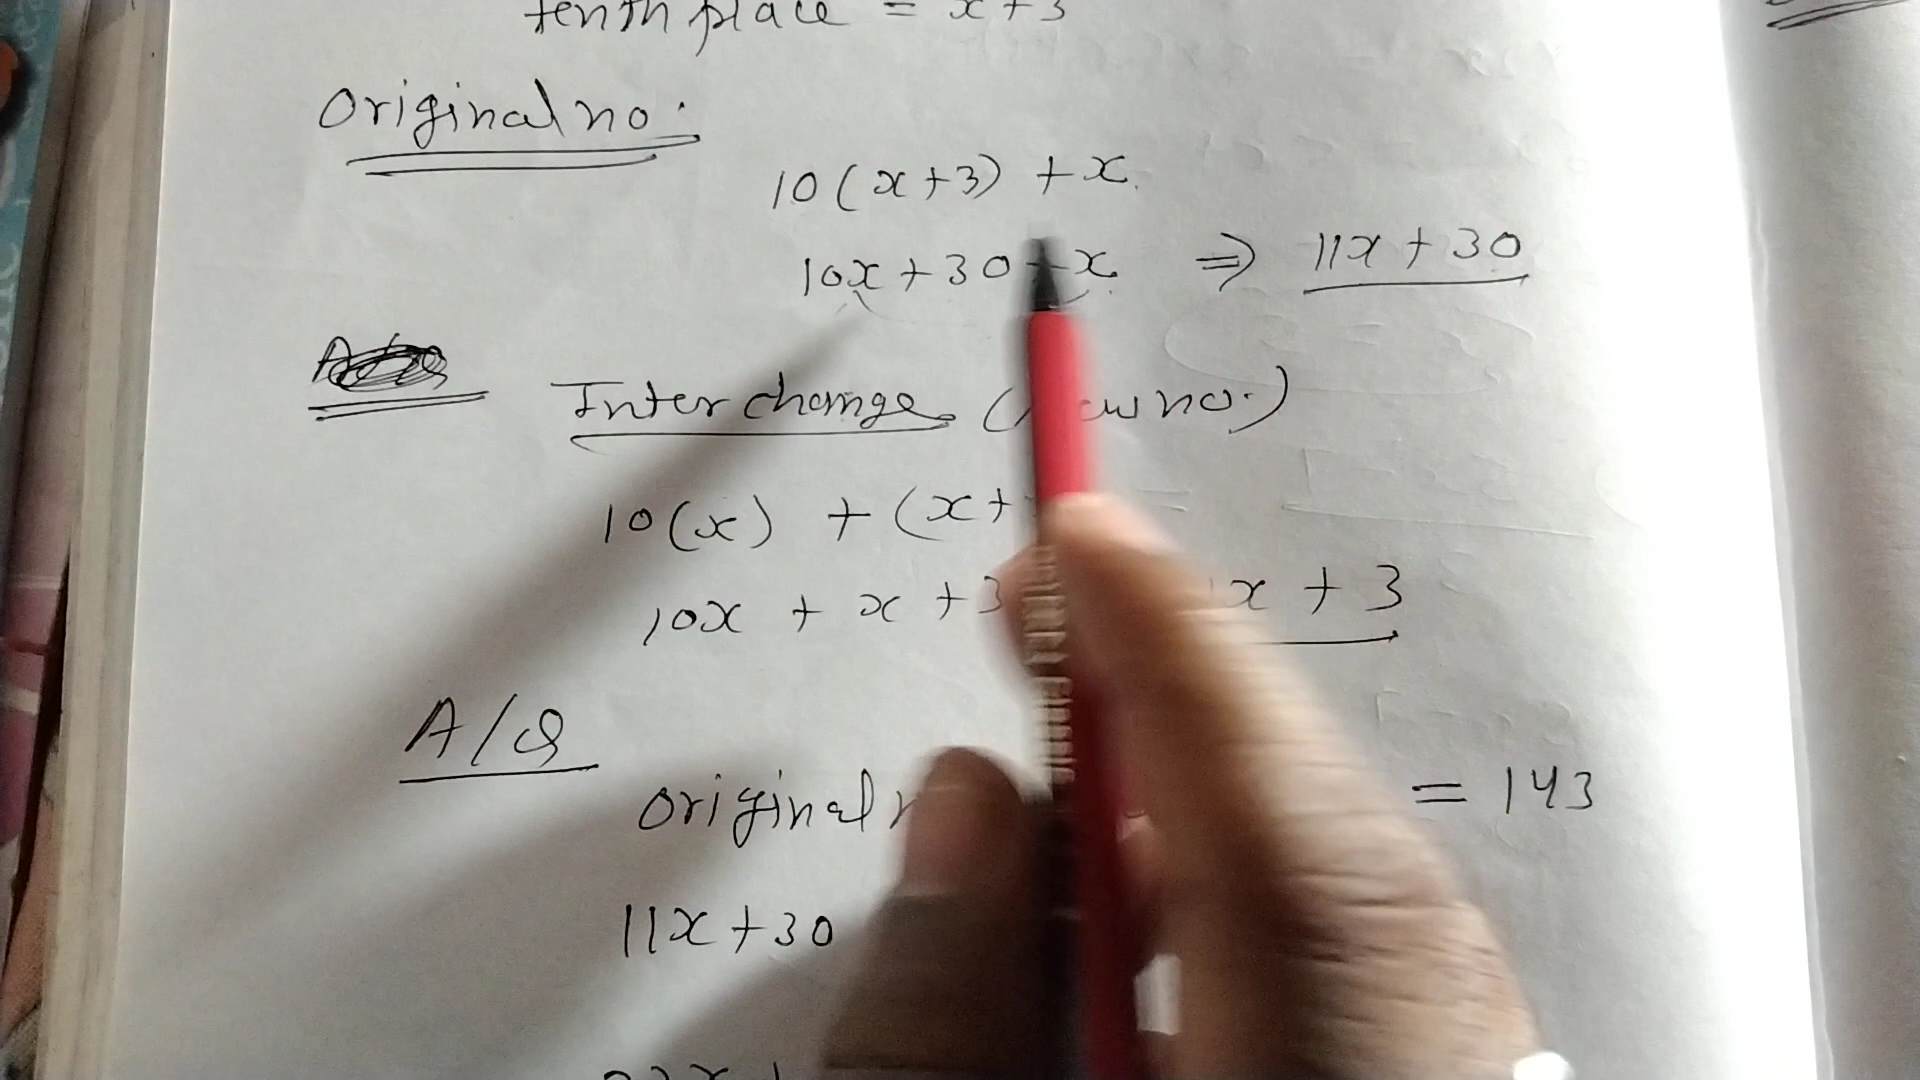 tenth place = x + 3
Original no.
10 (x + 3) + x
10x + 30 + x ⇒ 11x + 30
Interchange ( no.)
10(x) + (x+
10x + x + 3 x + 3
A/Q
Original = 143
11x + 30